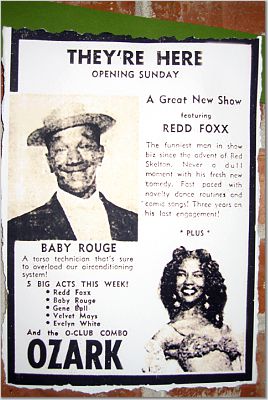 THEY'RE HERE
OPENING SUNDAY
A Great New Show
featuring
REDD FOXX
The funniest man in show
biz since the advent of Red
Skelton. Never a dull
moment with his fresh new
comedy. Fast paced with
novelty dance routines and
comic songs! Three years on
his last engagement!
* PLUS *
BABY ROUGE
A torso technician that's sure
to overload our airconditioning
system!
5 BIG ACTS THIS WEEK!
• Redd Foxx
• Baby Rouge
• Gene Bell
• Velvet Mays
• Evelyn White
And the O-CLUB COMBO
OZARK